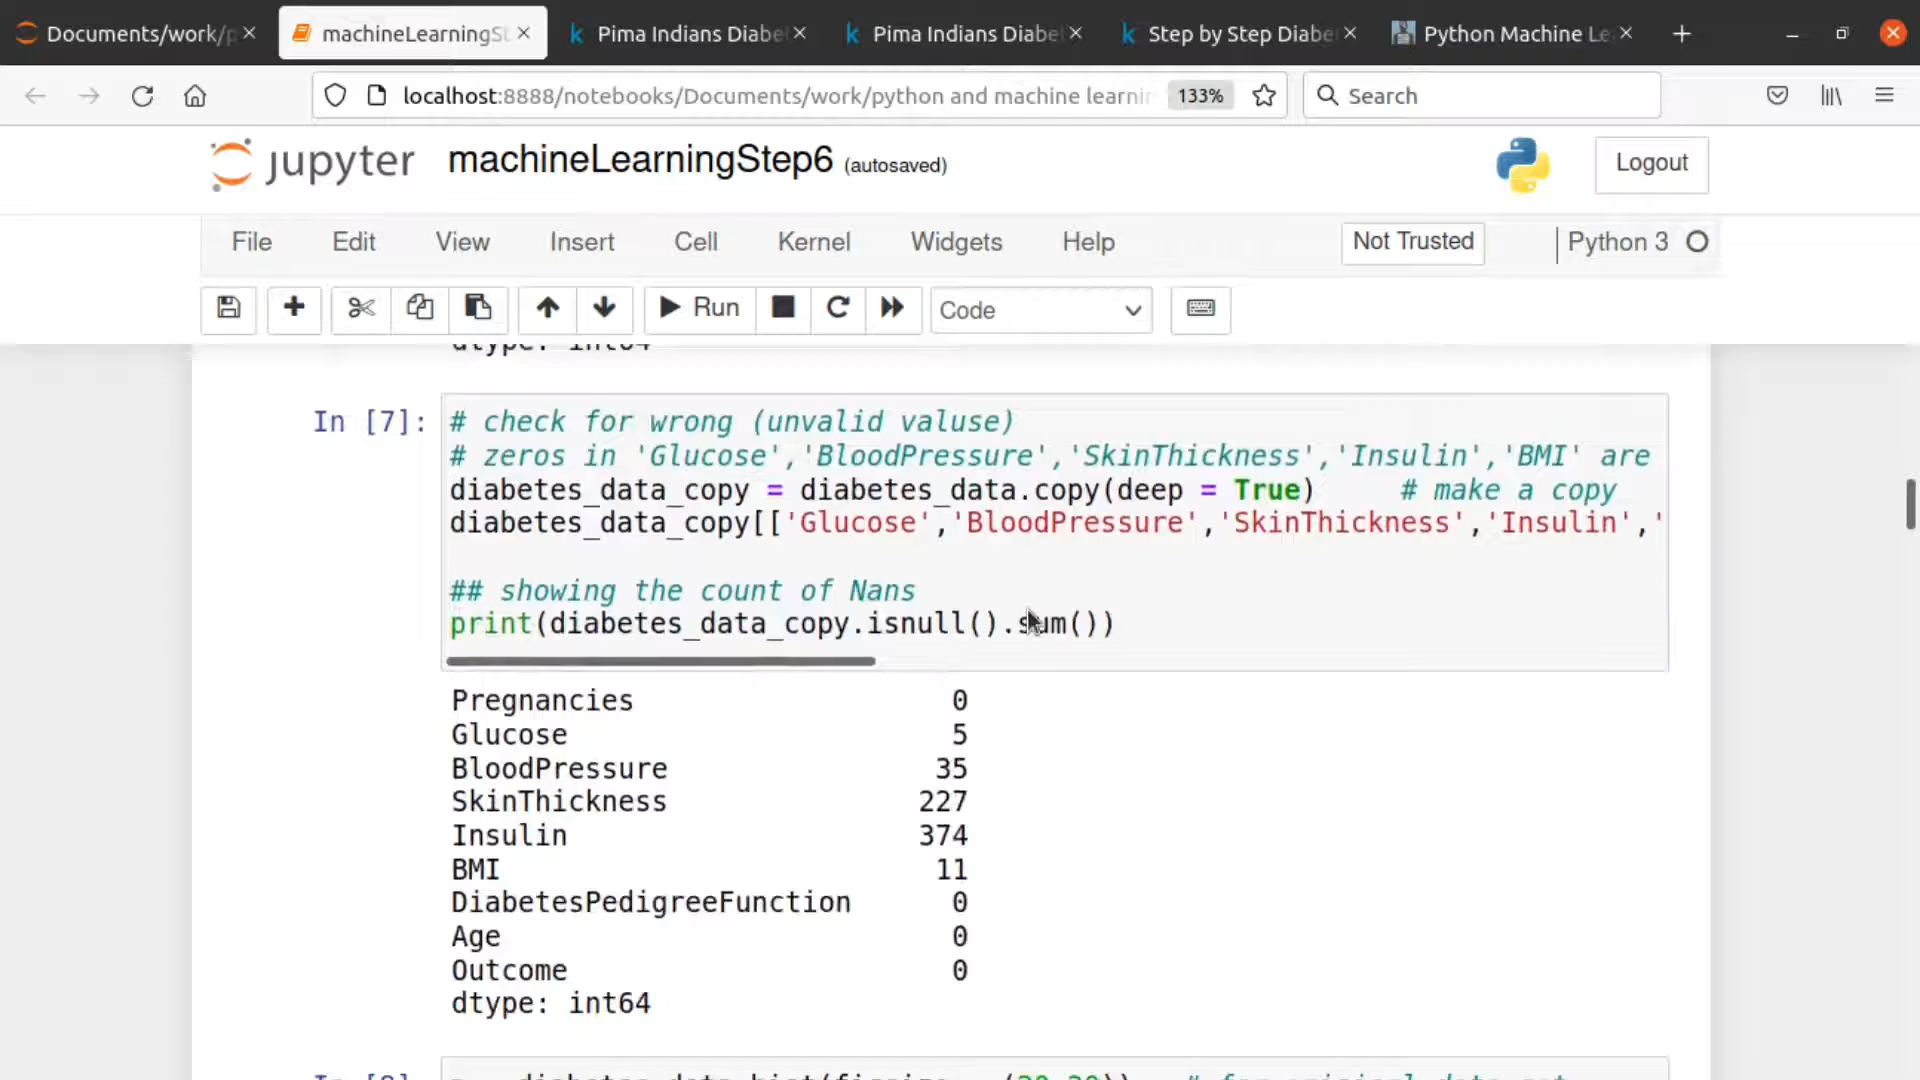 Documents/work/p
machineLearningSt
Pima Indians Diabe
Pima Indians Diabe
Step by Step Diabe
Python Machine Le
localhost:8888/notebooks/Documents/work/python and machine learnin
133%
Search
jupyter
machineLearningStep6 (autosaved)
Logout
File Edit View Insert Cell Kernel Widgets Help
Not Trusted
Python 3
Run
Code
dtype: int64
In [7]:
# check for wrong (unvalid valuse)
# zeros in 'Glucose','BloodPressure','SkinThickness','Insulin','BMI' are
diabetes_data_copy = diabetes_data.copy(deep = True) # make a copy
diabetes_data_copy[['Glucose','BloodPressure','SkinThickness','Insulin','
## showing the count of Nans
print(diabetes_data_copy.isnull().sum())
Pregnancies 0
Glucose 5
BloodPressure 35
SkinThickness 227
Insulin 374
BMI 11
DiabetesPedigreeFunction 0
Age 0
Outcome 0
dtype: int64